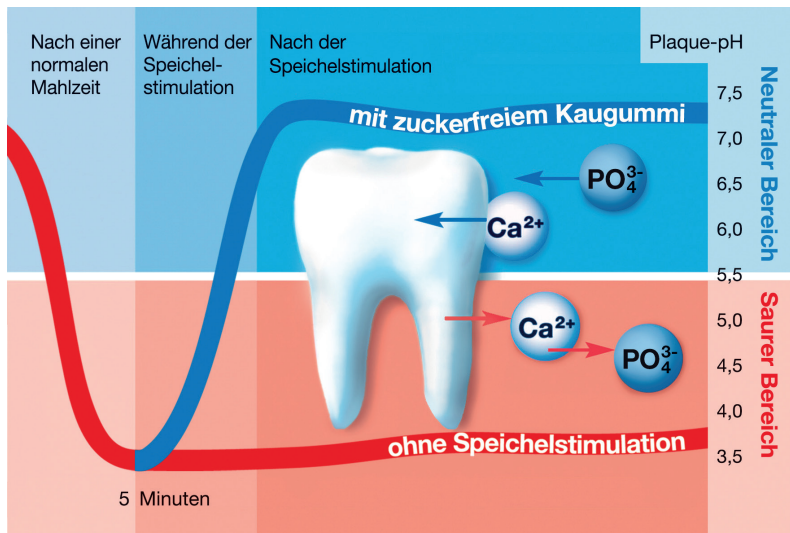 Nach einer
normalen
Mahlzeit
Während der
Speichel-
stimulation
Nach der
Speichelstimulation
Plaque-pH
mit zuckerfreiem Kaugummi
PO₄³⁻
Ca²⁺
Ca²⁺
PO₄³⁻
ohne Speichelstimulation
5 Minuten
7,5
7,0
6,5
6,0
5,5
5,0
4,5
4,0
3,5
Neutraler Bereich
Saurer Bereich